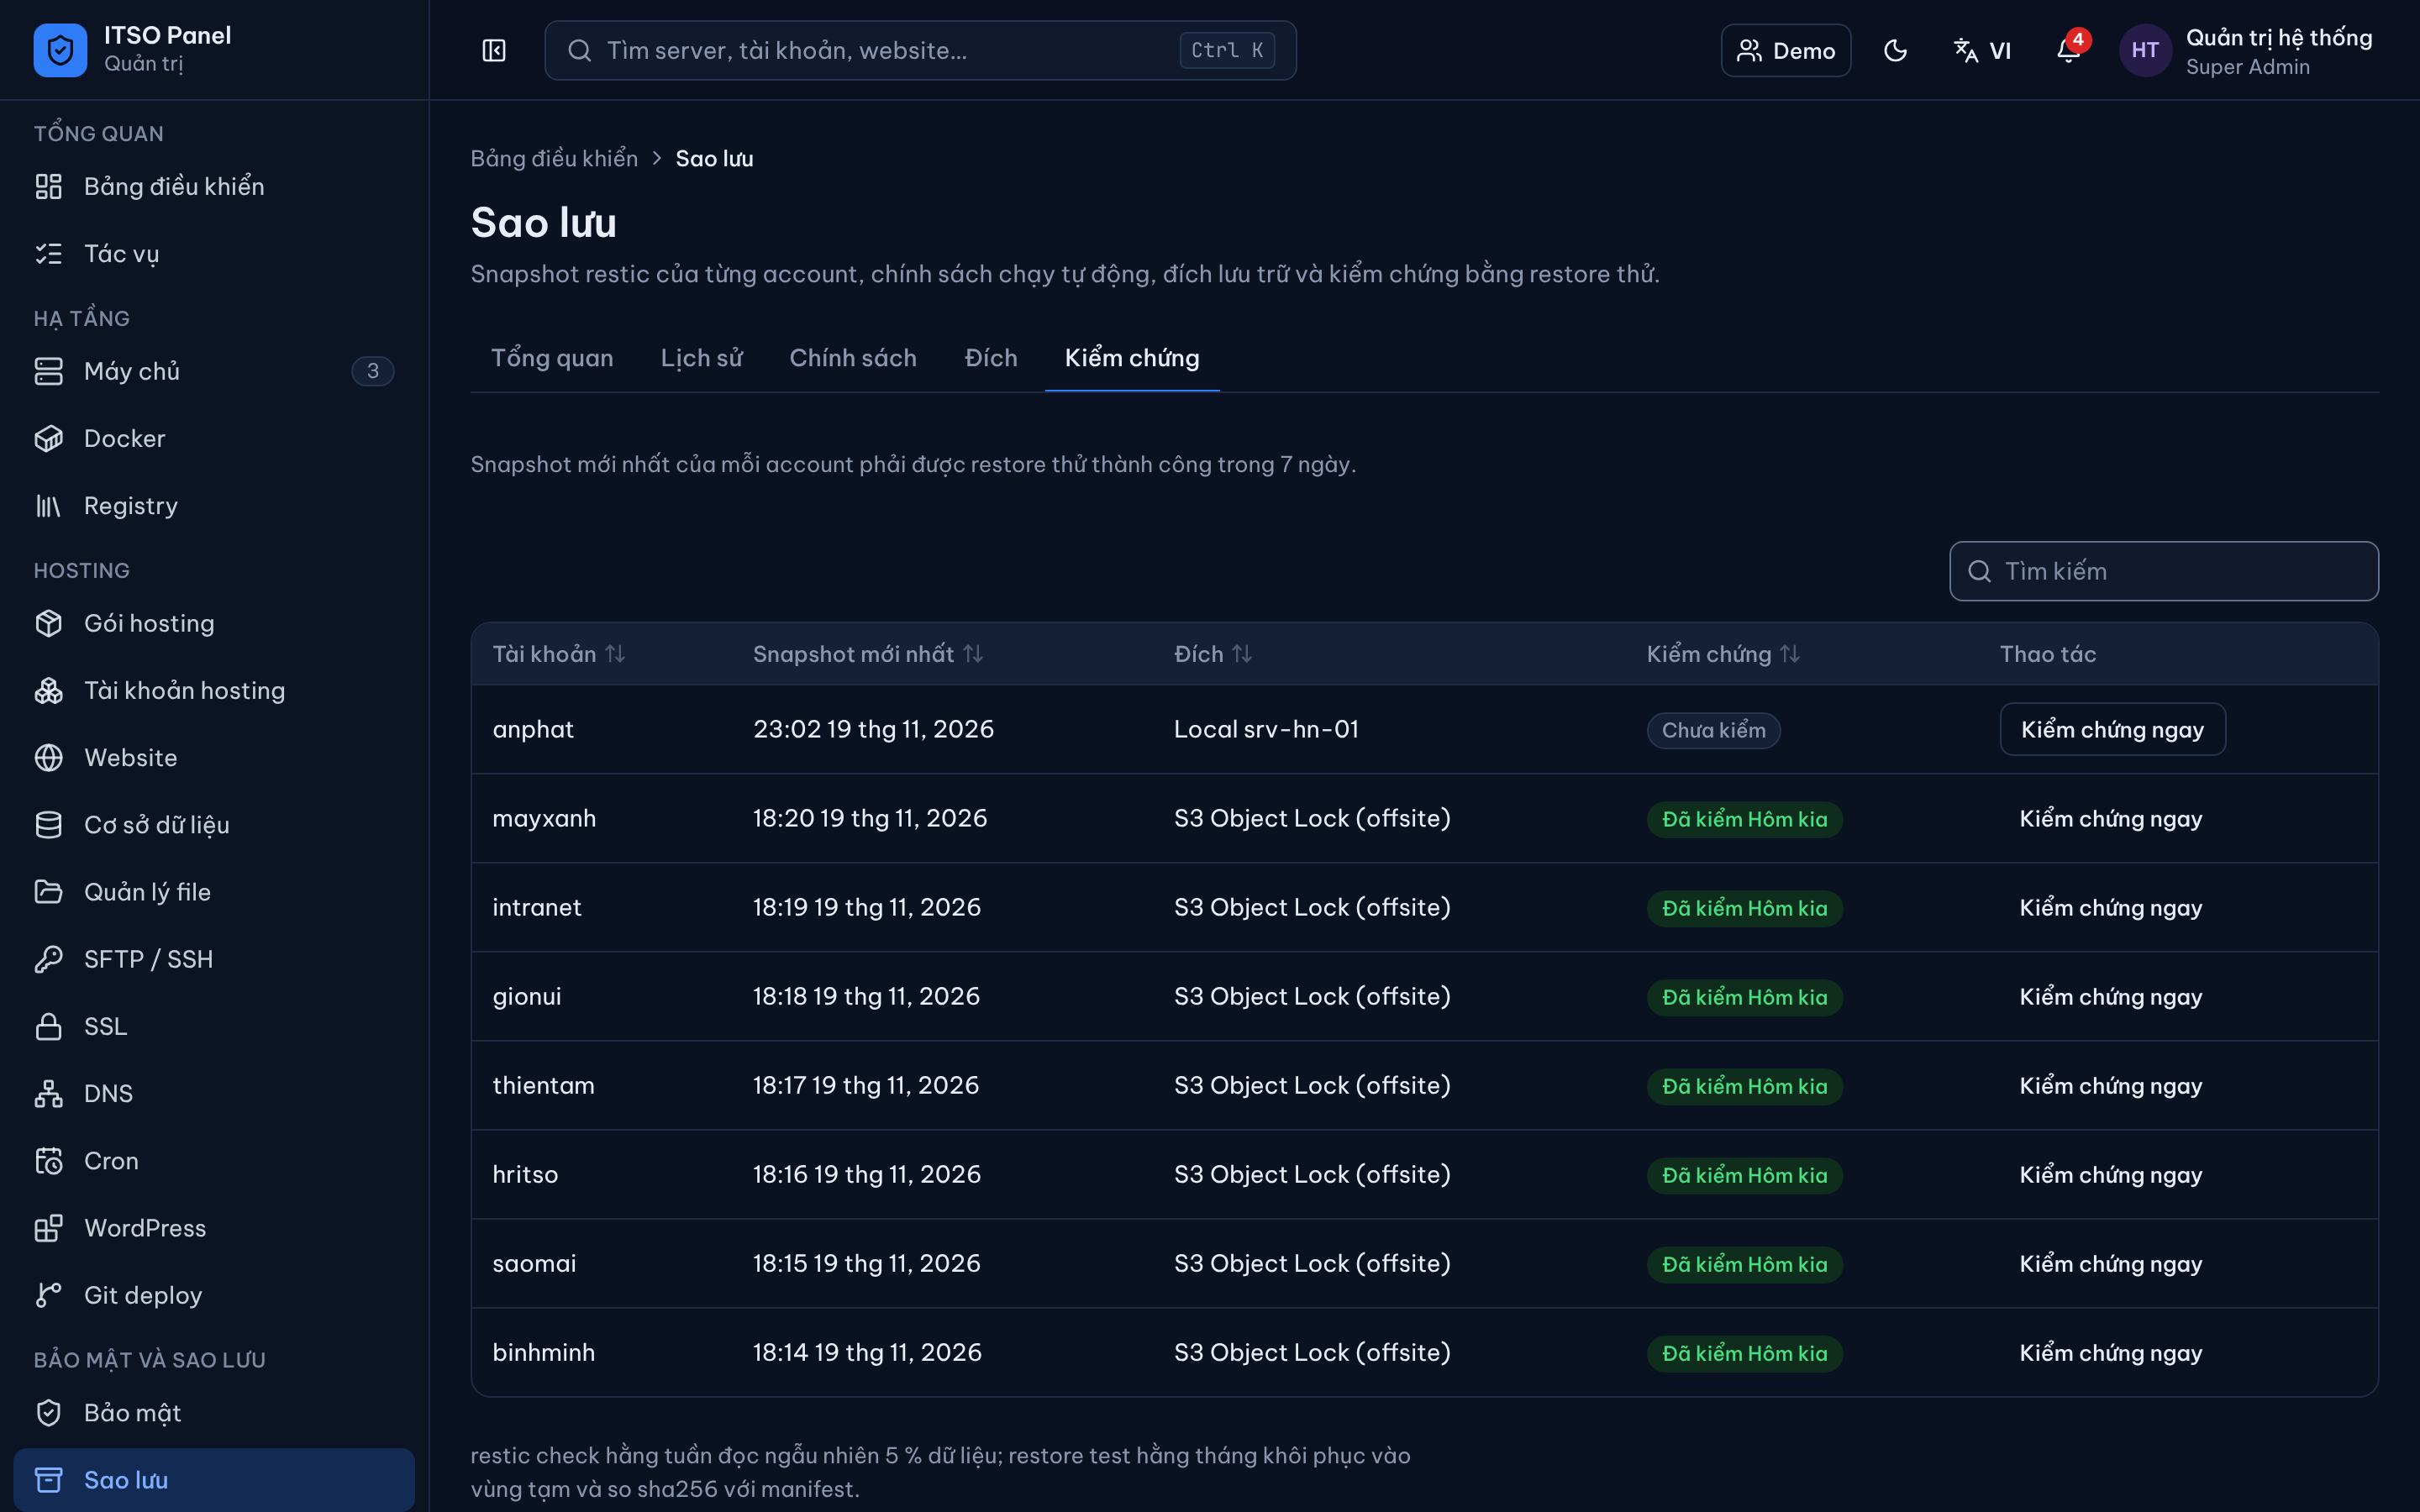 ITSO Panel
Quản trị
Tìm server, tài khoản, website...
Ctrl K
Demo
VI
4
HT
Quản trị hệ thống
Super Admin
TỔNG QUAN
Bảng điều khiển
Tác vụ
HẠ TẦNG
Máy chủ
3
Docker
Registry
HOSTING
Gói hosting
Tài khoản hosting
Website
Cơ sở dữ liệu
Quản lý file
SFTP / SSH
SSL
DNS
Cron
WordPress
Git deploy
BẢO MẬT VÀ SAO LƯU
Bảo mật
Sao lưu
Bảng điều khiển > Sao lưu
Sao lưu
Snapshot restic của từng account, chính sách chạy tự động, đích lưu trữ và kiểm chứng bằng restore thử.
Tổng quan Lịch sử Chính sách Đích Kiểm chứng
Snapshot mới nhất của mỗi account phải được restore thử thành công trong 7 ngày.
Tìm kiếm
Tài khoản Snapshot mới nhất Đích Kiểm chứng Thao tác
anphat 23:02 19 thg 11, 2026 Local srv-hn-01 Chưa kiểm Kiểm chứng ngay
mayxanh 18:20 19 thg 11, 2026 S3 Object Lock (offsite) Đã kiểm Hôm kia Kiểm chứng ngay
intranet 18:19 19 thg 11, 2026 S3 Object Lock (offsite) Đã kiểm Hôm kia Kiểm chứng ngay
gionui 18:18 19 thg 11, 2026 S3 Object Lock (offsite) Đã kiểm Hôm kia Kiểm chứng ngay
thientam 18:17 19 thg 11, 2026 S3 Object Lock (offsite) Đã kiểm Hôm kia Kiểm chứng ngay
hritso 18:16 19 thg 11, 2026 S3 Object Lock (offsite) Đã kiểm Hôm kia Kiểm chứng ngay
saomai 18:15 19 thg 11, 2026 S3 Object Lock (offsite) Đã kiểm Hôm kia Kiểm chứng ngay
binhminh 18:14 19 thg 11, 2026 S3 Object Lock (offsite) Đã kiểm Hôm kia Kiểm chứng ngay
restic check hằng tuần đọc ngẫu nhiên 5 % dữ liệu; restore test hằng tháng khôi phục vào
vùng tạm và so sha256 với manifest.